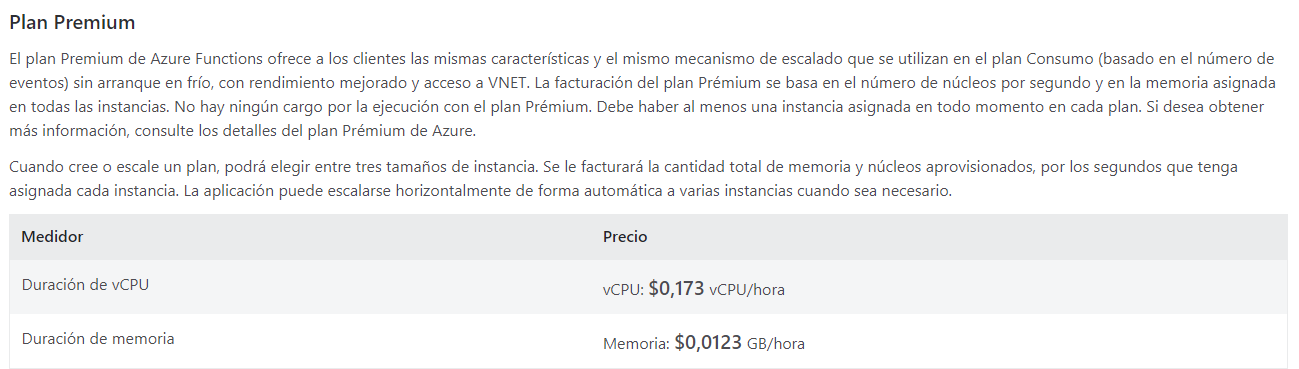 Plan Premium
El plan Premium de Azure Functions ofrece a los clientes las mismas características y el mismo mecanismo de escalado que se utilizan en el plan Consumo (basado en el número de
eventos) sin arranque en frío, con rendimiento mejorado y acceso a VNET. La facturación del plan Prémium se basa en el número de núcleos por segundo y en la memoria asignada
en todas las instancias. No hay ningún cargo por la ejecución con el plan Prémium. Debe haber al menos una instancia asignada en todo momento en cada plan. Si desea obtener
más información, consulte los detalles del plan Prémium de Azure.
Cuando cree o escale un plan, podrá elegir entre tres tamaños de instancia. Se le facturará la cantidad total de memoria y núcleos aprovisionados, por los segundos que tenga
asignada cada instancia. La aplicación puede escalarse horizontalmente de forma automática a varias instancias cuando sea necesario.
Medidor Precio
Duración de vCPU vCPU: $0,173 vCPU/hora
Duración de memoria Memoria: $0,0123 GB/hora